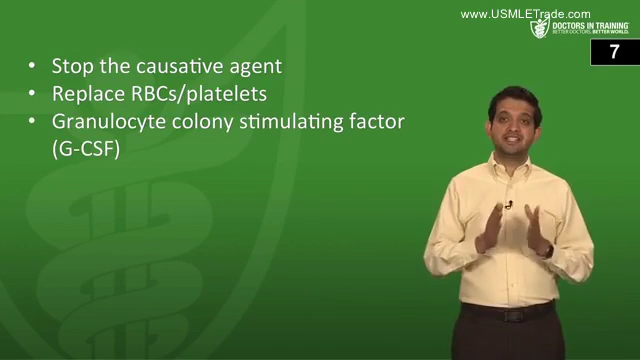 www.USMLETrade.com
DOCTORS IN TRAINING
BETTER DOCTORS. BETTER WORLD.
7
• Stop the causative agent
• Replace RBCs/platelets
• Granulocyte colony stimulating factor
(G-CSF)